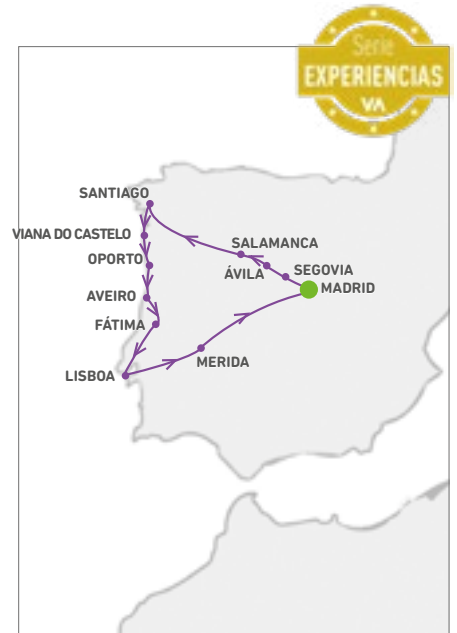 Serie
EXPERIENCIAS
VA
SANTIAGO
VIANA DO CASTELO
SALAMANCA
OPORTO
ÁVILA
SEGOVIA
MADRID
AVEIRO
FÁTIMA
MERIDA
LISBOA